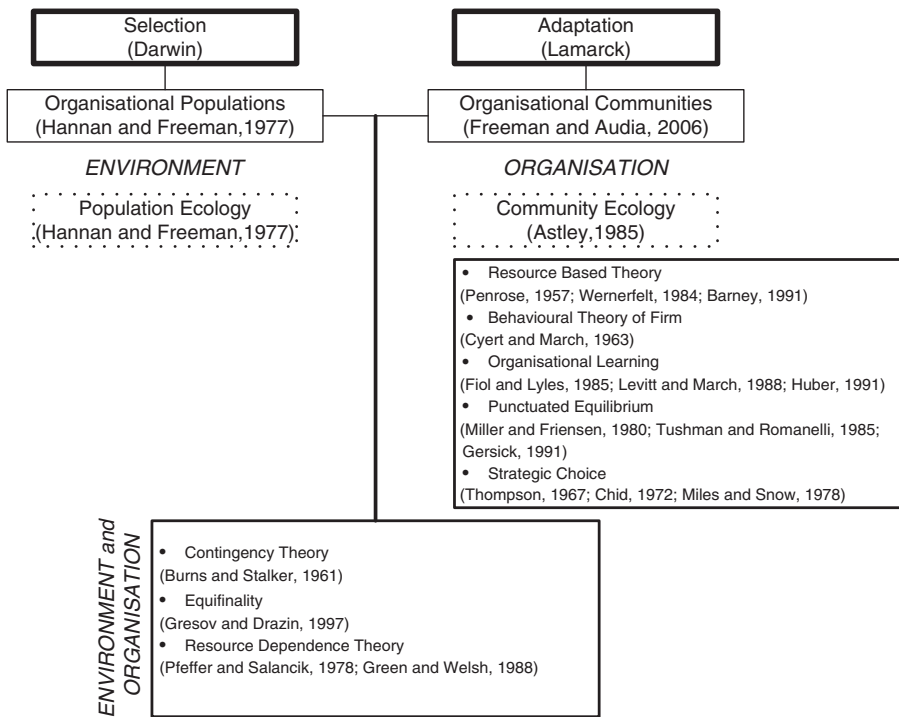 Selection
(Darwin)
Adaptation
(Lamarck)
Organisational Populations
(Hannan and Freeman,1977)
Organisational Communities
(Freeman and Audia, 2006)
ENVIRONMENT
ORGANISATION
Population Ecology
(Hannan and Freeman,1977)
Community Ecology
(Astley,1985)
• Resource Based Theory
(Penrose, 1957; Wernerfelt, 1984; Barney, 1991)
• Behavioural Theory of Firm
(Cyert and March, 1963)
• Organisational Learning
(Fiol and Lyles, 1985; Levitt and March, 1988; Huber, 1991)
• Punctuated Equilibrium
(Miller and Friensen, 1980; Tushman and Romanelli, 1985;
Gersick, 1991)
• Strategic Choice
(Thompson, 1967; Chid, 1972; Miles and Snow, 1978)
ENVIRONMENT and
ORGANISATION
• Contingency Theory
(Burns and Stalker, 1961)
• Equifinality
(Gresov and Drazin, 1997)
• Resource Dependence Theory
(Pfeffer and Salancik, 1978; Green and Welsh, 1988)